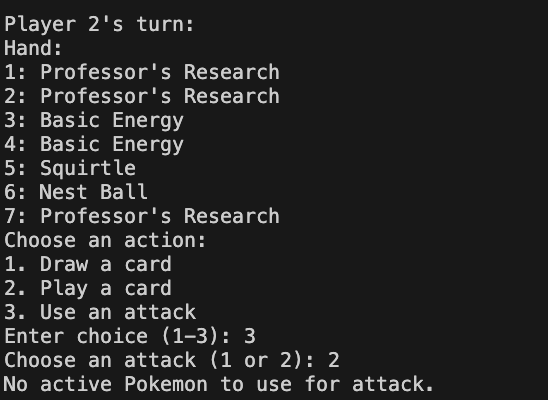 Player 2's turn:
Hand:
1: Professor's Research
2: Professor's Research
3: Basic Energy
4: Basic Energy
5: Squirtle
6: Nest Ball
7: Professor's Research
Choose an action:
1. Draw a card
2. Play a card
3. Use an attack
Enter choice (1-3): 3
Choose an attack (1 or 2): 2
No active Pokemon to use for attack.